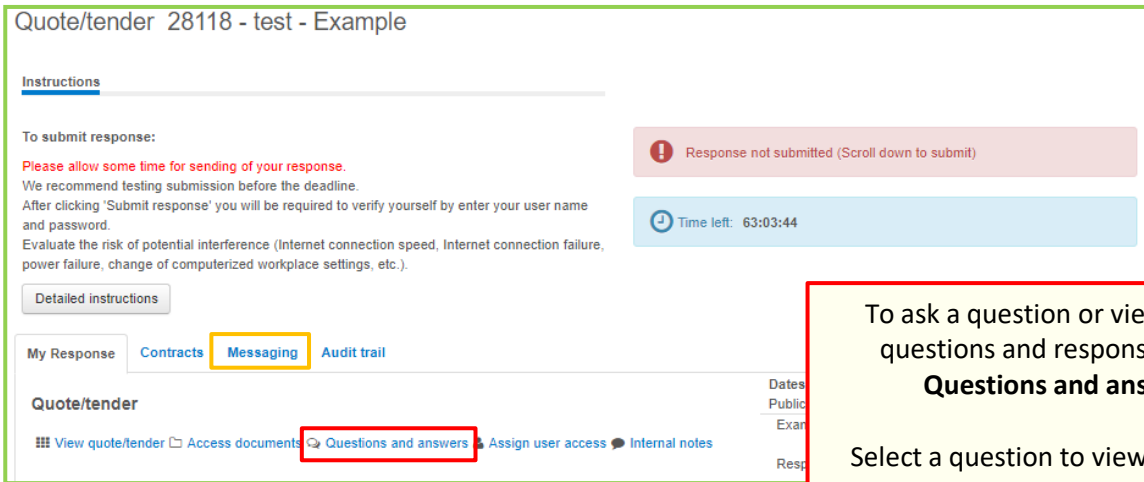 Quote/tender 28118 - test - Example
Instructions
To submit response:
Please allow some time for sending of your response.
We recommend testing submission before the deadline.
After clicking 'Submit response' you will be required to verify yourself by enter your user name
and password.
Evaluate the risk of potential interference (Internet connection speed, Internet connection failure,
power failure, change of computerized workplace settings, etc.).
Detailed instructions
Response not submitted (Scroll down to submit)
Time left: 63:03:44
My Response Contracts Messaging Audit trail
Quote/tender
View quote/tender Access documents Questions and answers Assign user access Internal notes
Dates
Public
Exam
Resp
To ask a question or vie
questions and respons
Questions and ans
Select a question to view